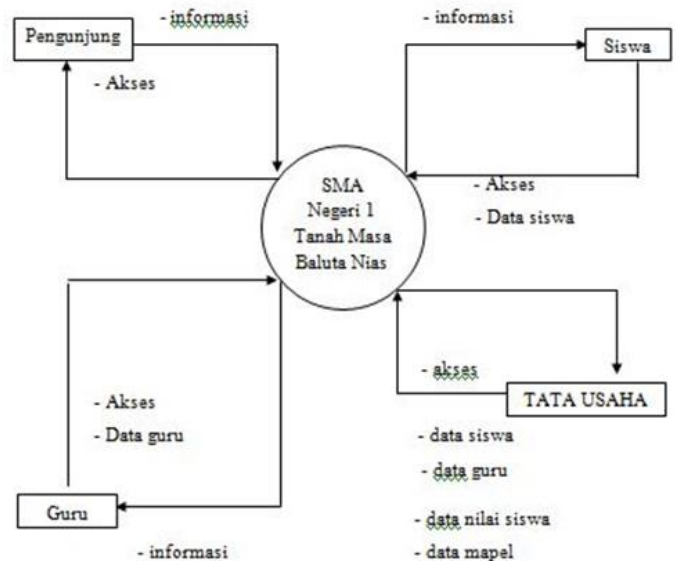 - informasi
- informasi
Pengunjung
Siswa
- Akses
SMA
Negeri 1
Tanah Masa
Baluta Nias
- Akses
- Data siswa
- akses
TATA USAHA
- Akses
- Data guru
- data siswa
- data guru
Guru
- data nilai siswa
- informasi
- data mapel